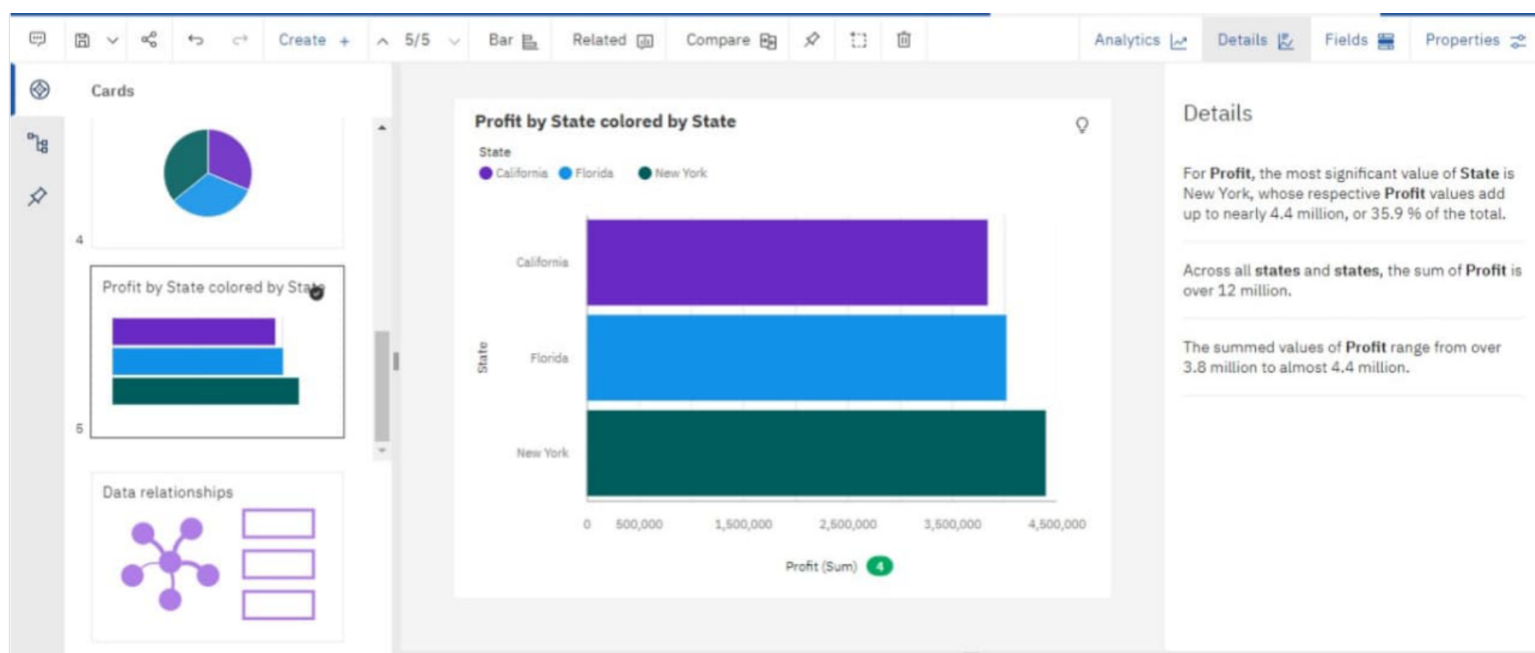 Create + 5/5 Bar Related Compare Analytics Details Fields Properties
Cards
4
Profit by State colored by State
5
Data relationships
Profit by State colored by State
State
California Florida New York
State
California
Florida
New York
0 500,000 1,500,000 2,500,000 3,500,000 4,500,000
Profit (Sum) 4
Details
For Profit, the most significant value of State is
New York, whose respective Profit values add
up to nearly 4.4 million, or 35.9 % of the total.
Across all states and states, the sum of Profit is
over 12 million.
The summed values of Profit range from over
3.8 million to almost 4.4 million.